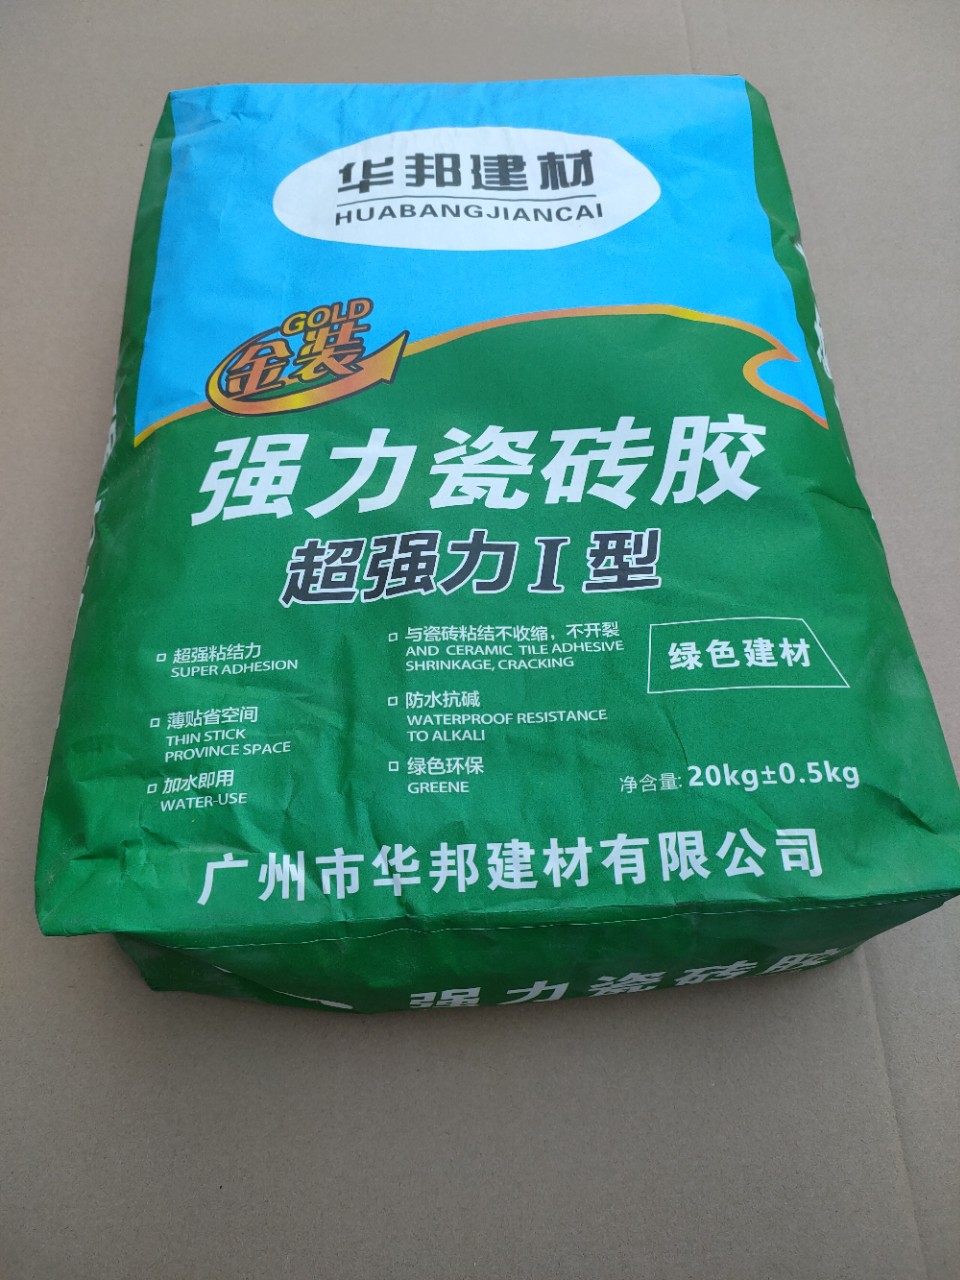 华邦建材
HUABANGJIANCAI
GOLD
金装
强力瓷砖胶
超强力I型
超强粘结力
SUPER ADHESION
薄贴省空间
THIN STICK
PROVINCE SPACE
加水即用
WATER-USE
与瓷砖粘结不收缩，不开裂
AND CERAMIC TILE ADHESIVE
SHRINKAGE, CRACKING
防水抗碱
WATERPROOF RESISTANCE
TO ALKALI
绿色环保
GREENE
绿色建材
净含量: 20kg±0.5kg
广州市华邦建材有限公司
强力瓷砖胶